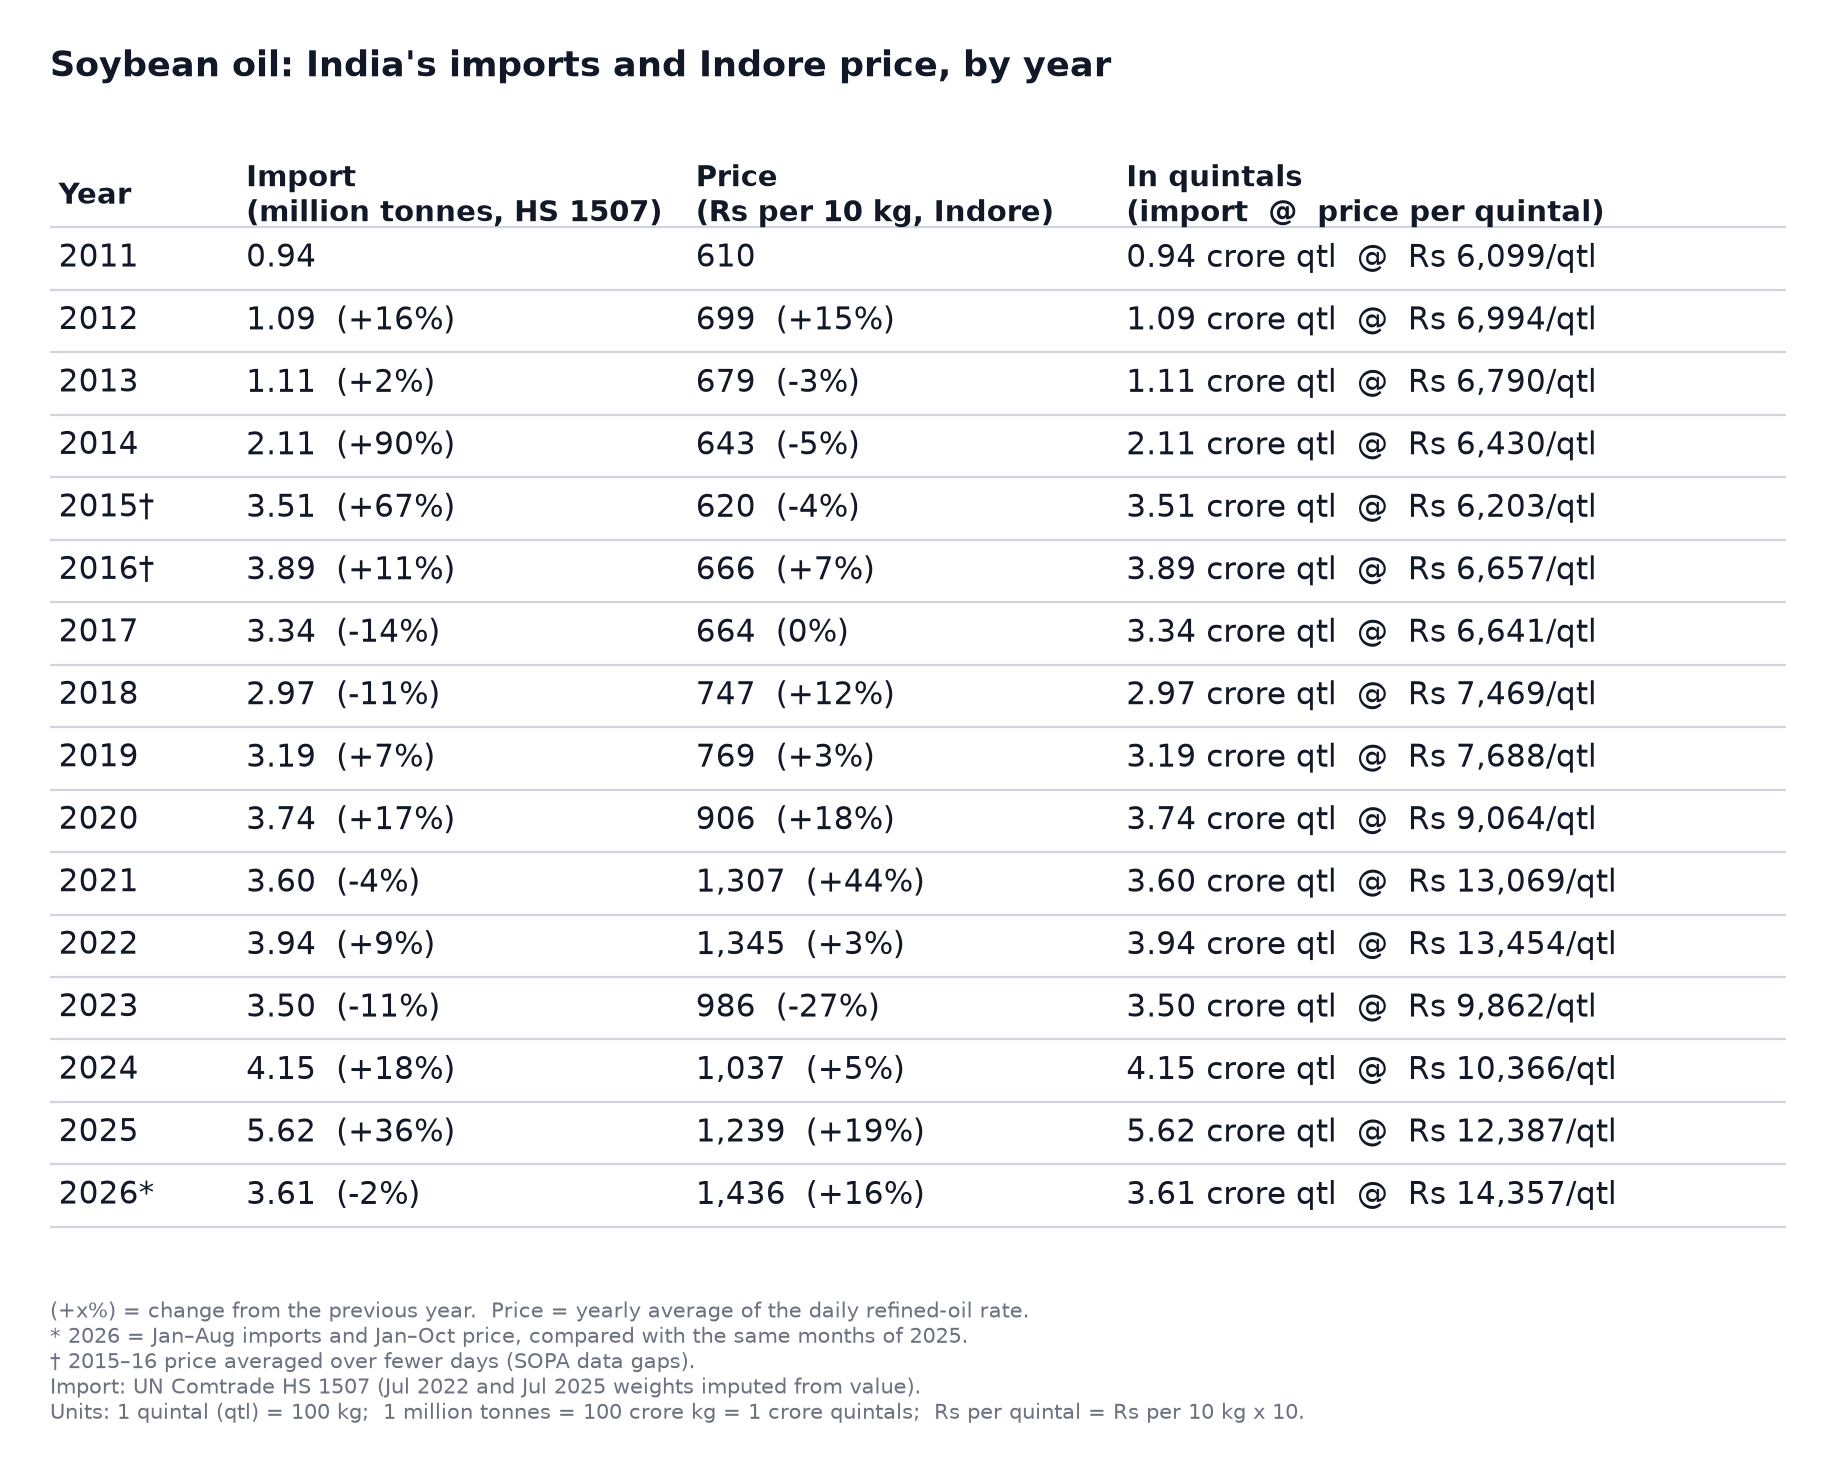 Soybean oil: India's imports and Indore price, by year
Year Import (million tonnes, HS 1507) Price (Rs per 10 kg, Indore) In quintals (import @ price per quintal)
2011 0.94 610 0.94 crore qtl @ Rs 6,099/qtl
2012 1.09 (+16%) 699 (+15%) 1.09 crore qtl @ Rs 6,994/qtl
2013 1.11 (+2%) 679 (-3%) 1.11 crore qtl @ Rs 6,790/qtl
2014 2.11 (+90%) 643 (-5%) 2.11 crore qtl @ Rs 6,430/qtl
2015† 3.51 (+67%) 620 (-4%) 3.51 crore qtl @ Rs 6,203/qtl
2016† 3.89 (+11%) 666 (+7%) 3.89 crore qtl @ Rs 6,657/qtl
2017 3.34 (-14%) 664 (0%) 3.34 crore qtl @ Rs 6,641/qtl
2018 2.97 (-11%) 747 (+12%) 2.97 crore qtl @ Rs 7,469/qtl
2019 3.19 (+7%) 769 (+3%) 3.19 crore qtl @ Rs 7,688/qtl
2020 3.74 (+17%) 906 (+18%) 3.74 crore qtl @ Rs 9,064/qtl
2021 3.60 (-4%) 1,307 (+44%) 3.60 crore qtl @ Rs 13,069/qtl
2022 3.94 (+9%) 1,345 (+3%) 3.94 crore qtl @ Rs 13,454/qtl
2023 3.50 (-11%) 986 (-27%) 3.50 crore qtl @ Rs 9,862/qtl
2024 4.15 (+18%) 1,037 (+5%) 4.15 crore qtl @ Rs 10,366/qtl
2025 5.62 (+36%) 1,239 (+19%) 5.62 crore qtl @ Rs 12,387/qtl
2026* 3.61 (-2%) 1,436 (+16%) 3.61 crore qtl @ Rs 14,357/qtl
(+x%) = change from the previous year. Price = yearly average of the daily refined-oil rate.
* 2026 = Jan–Aug imports and Jan–Oct price, compared with the same months of 2025.
† 2015–16 price averaged over fewer days (SOPA data gaps).
Import: UN Comtrade HS 1507 (Jul 2022 and Jul 2025 weights imputed from value).
Units: 1 quintal (qtl) = 100 kg; 1 million tonnes = 100 crore kg = 1 crore quintals; Rs per quintal = Rs per 10 kg x 10.